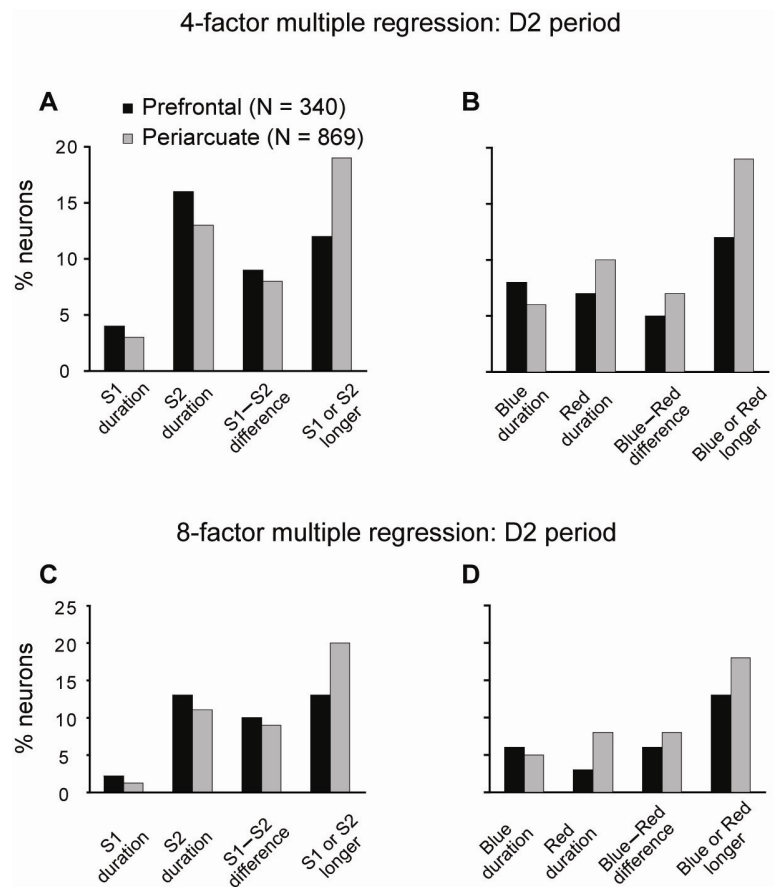 4-factor multiple regression: D2 period
A
Prefrontal (N = 340)
Periarcuate (N = 869)
B
% neurons
20
15
10
5
0
S1
duration
S2
duration
S1–S2
difference
S1 or S2
longer
Blue
duration
Red
duration
Blue–Red
difference
Blue or Red
longer
8-factor multiple regression: D2 period
C
D
% neurons
25
20
15
10
5
0
S1
duration
S2
duration
S1–S2
difference
S1 or S2
longer
Blue
duration
Red
duration
Blue–Red
difference
Blue or Red
longer